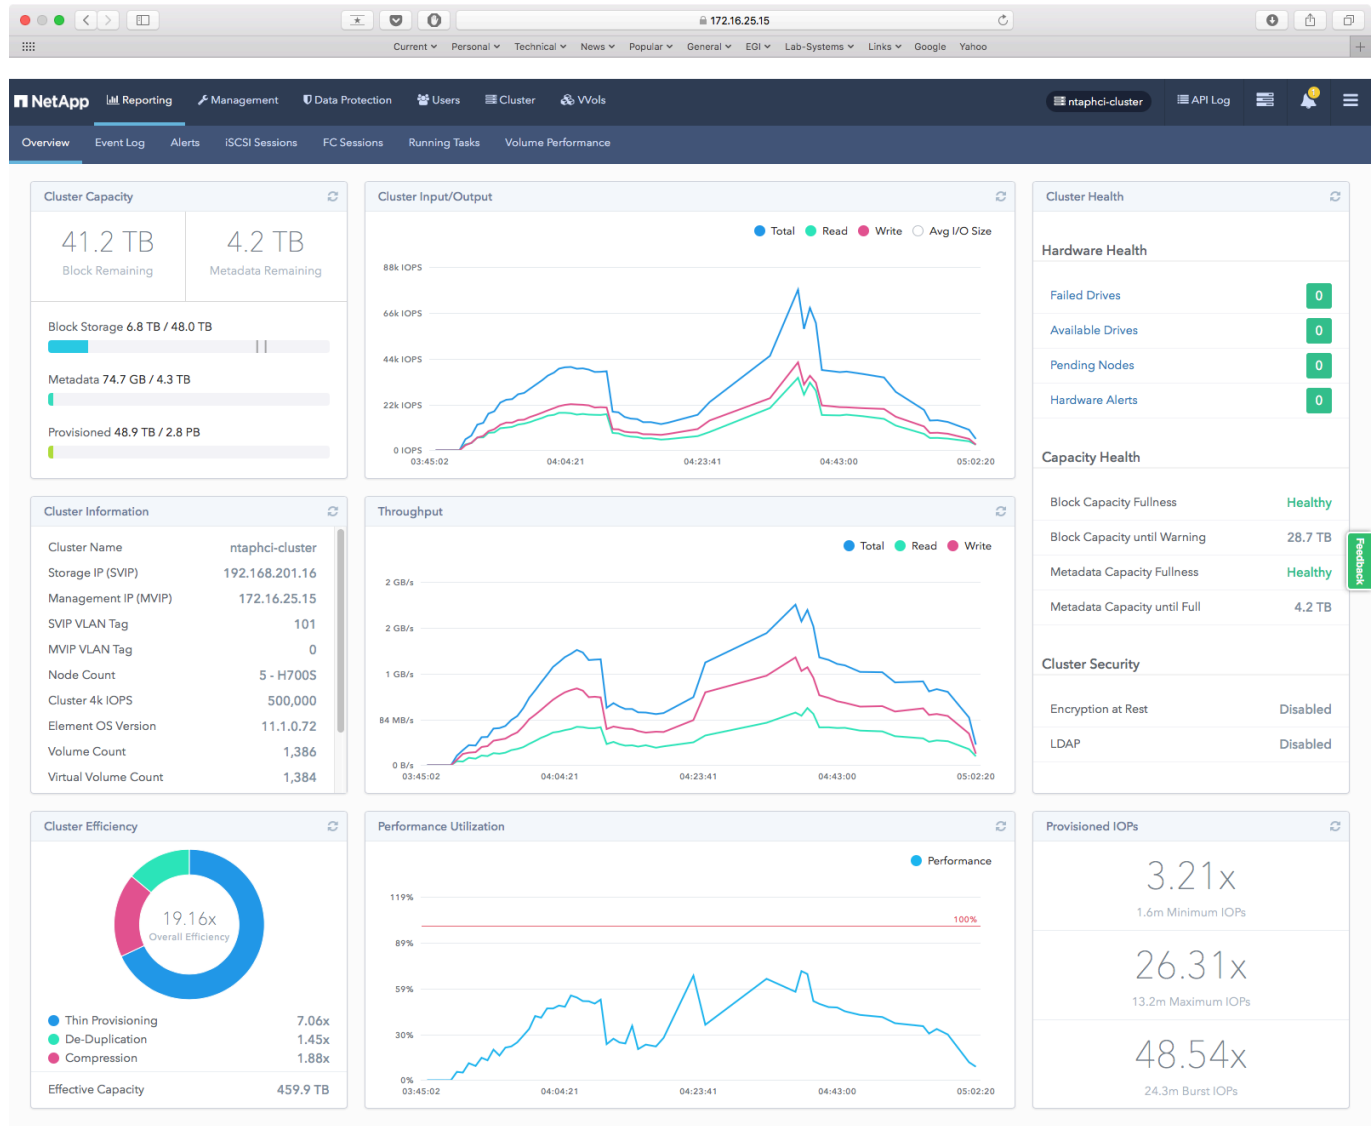 172.16.25.15
Current Personal Technical News Popular General EGI Lab-Systems Links Google Yahoo
NetApp Reporting Management Data Protection Users Cluster VVols ntaphci-cluster API Log 1
Overview Event Log Alerts iSCSI Sessions FC Sessions Running Tasks Volume Performance
Cluster Capacity
41.2 TB
Block Remaining
4.2 TB
Metadata Remaining
Block Storage 6.8 TB / 48.0 TB
Metadata 74.7 GB / 4.3 TB
Provisioned 48.9 TB / 2.8 PB
Cluster Input/Output
Total Read Write Avg I/O Size
88k IOPS
66k IOPS
44k IOPS
22k IOPS
0 IOPS
03:45:02 04:04:21 04:23:41 04:43:00 05:02:20
Cluster Health
Hardware Health
Failed Drives 0
Available Drives 0
Pending Nodes 0
Hardware Alerts 0
Capacity Health
Block Capacity Fullness Healthy
Block Capacity until Warning 28.7 TB
Metadata Capacity Fullness Healthy
Metadata Capacity until Full 4.2 TB
Cluster Security
Encryption at Rest Disabled
LDAP Disabled
Feedback
Cluster Information
Cluster Name ntaphci-cluster
Storage IP (SVIP) 192.168.201.16
Management IP (MVIP) 172.16.25.15
SVIP VLAN Tag 101
MVIP VLAN Tag 0
Node Count 5 - H700S
Cluster 4k IOPS 500,000
Element OS Version 11.1.0.72
Volume Count 1,386
Virtual Volume Count 1,384
Throughput
Total Read Write
2 GB/s
2 GB/s
1 GB/s
84 MB/s
0 B/s
03:45:02 04:04:21 04:23:41 04:43:00 05:02:20
Cluster Efficiency
19.16x
Overall Efficiency
Thin Provisioning 7.06x
De-Duplication 1.45x
Compression 1.88x
Effective Capacity 459.9 TB
Performance Utilization
Performance
119%
100%
89%
59%
30%
0%
03:45:02 04:04:21 04:23:41 04:43:00 05:02:20
Provisioned IOPs
3.21x
1.6m Minimum IOPs
26.31x
13.2m Maximum IOPs
48.54x
24.3m Burst IOPs